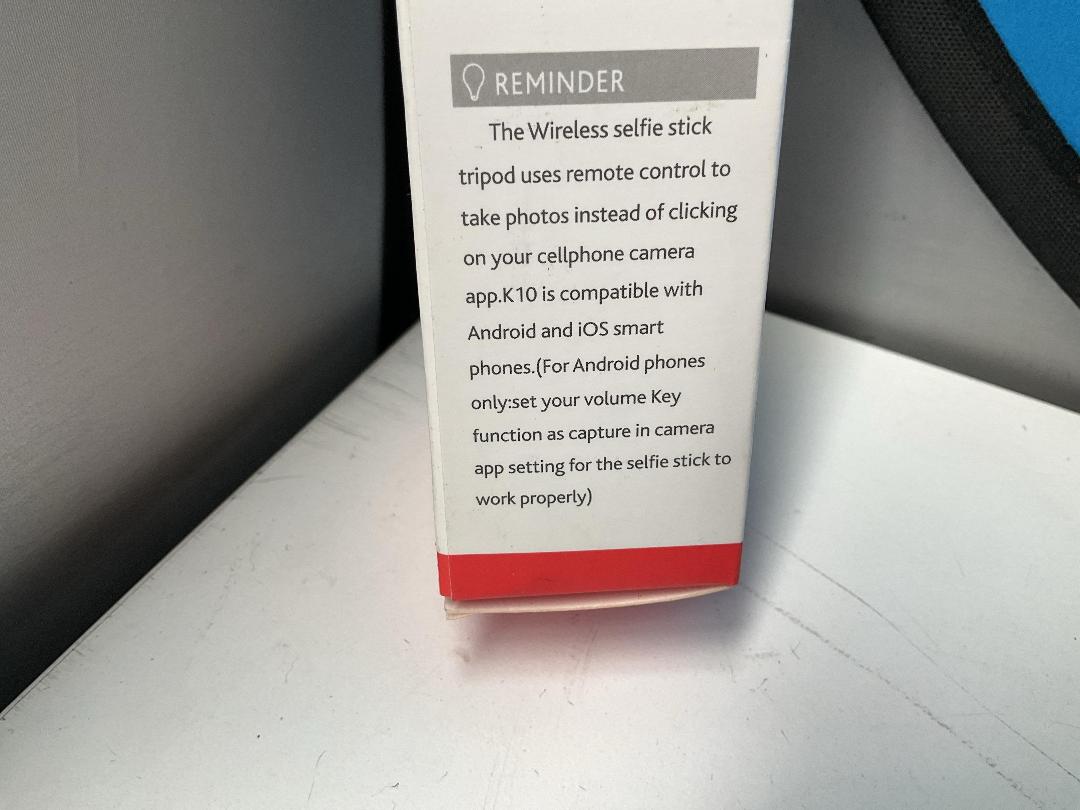 REMINDER
The Wireless selfie stick
tripod uses remote control to
take photos instead of clicking
on your cellphone camera
app.K10 is compatible with
Android and iOS smart
phones.(For Android phones
only:set your volume Key
function as capture in camera
app setting for the selfie stick to
work properly)